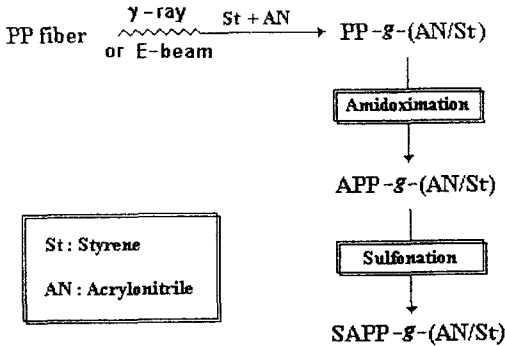 γ-ray
PP fiber or E-beam St + AN PP-g-(AN/St)
Amidoximation
APP-g-(AN/St)
St : Styrene
AN : Acrylonitrile
Sulfonation
SAPP-g-(AN/St)